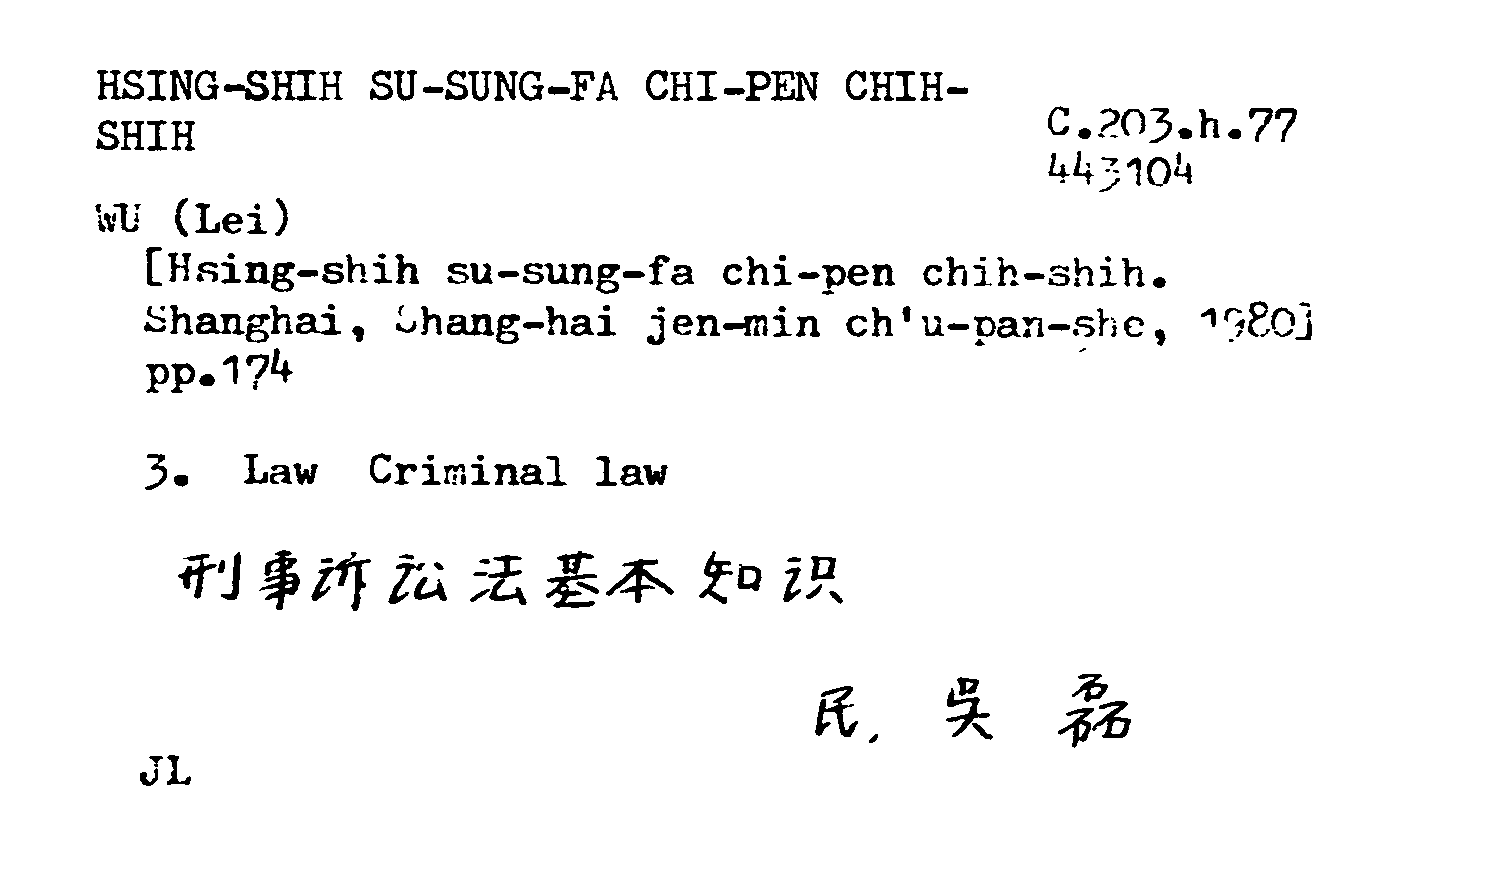 HSING-SHIH SU-SUNG-FA CHI-PEN CHIH-
SHIH
C.203.h.77
443104
WU (Lei)
[Hsing-shih su-sung-fa chi-pen chih-shih.
Shanghai, Shang-hai jen-min ch'u-pan-she, 1980]
pp.174
3. Law Criminal law
刑事诉讼法基本知识
民. 吳 磊
JL